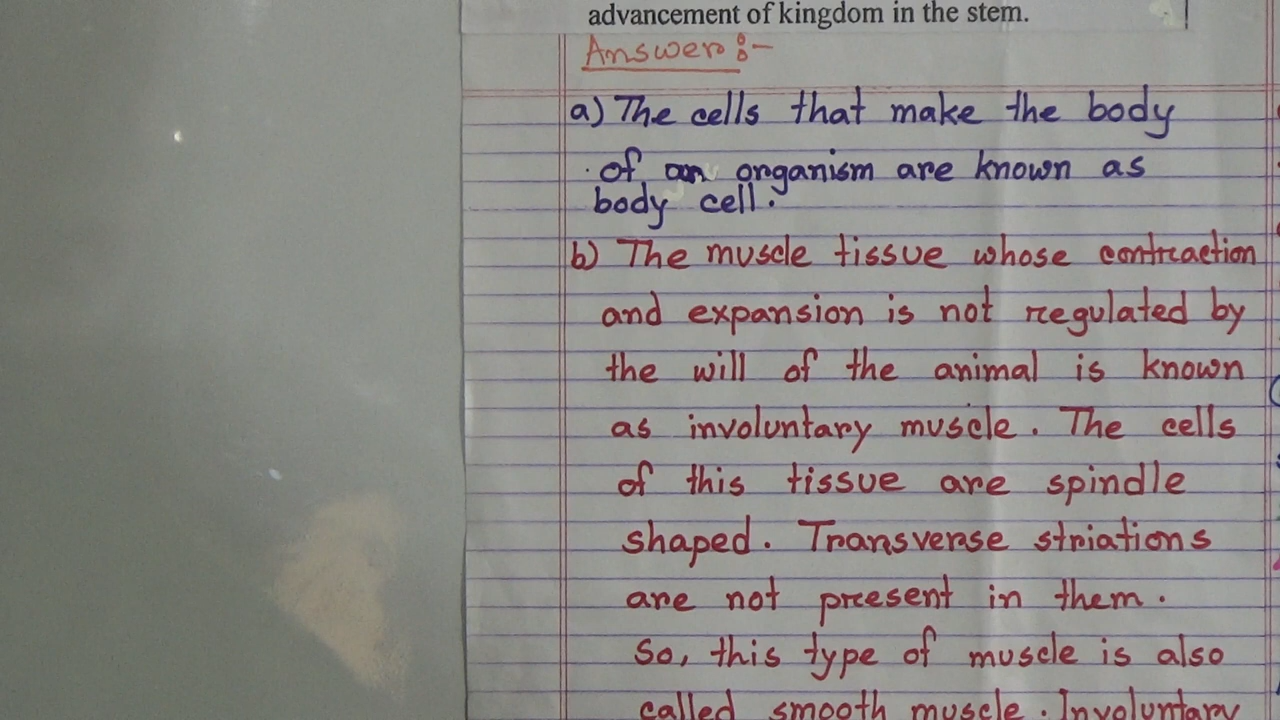 advancement of kingdom in the stem.
Answer :-
a) The cells that make the body
of an organism are known as
body cell.
b) The muscle tissue whose contraction
and expansion is not regulated by
the will of the animal is known
as involuntary muscle. The cells
of this tissue are spindle
shaped. Transverse striations
are not present in them.
So, this type of muscle is also
called smooth muscle. Involuntary